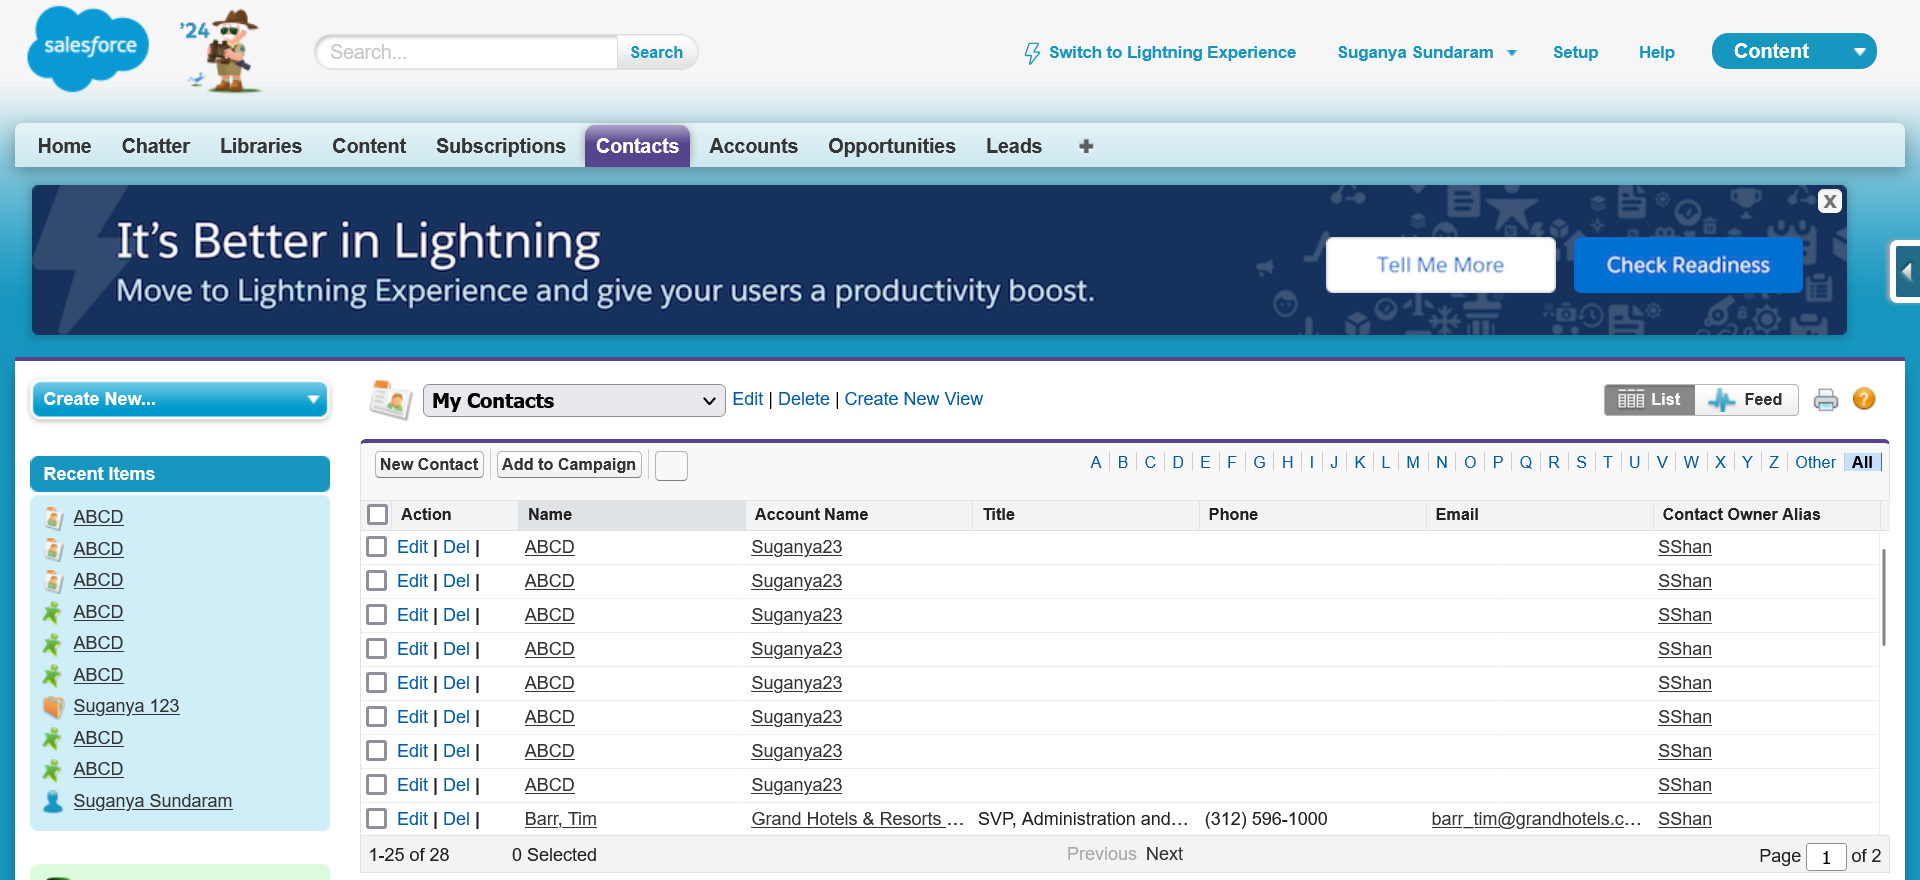 salesforce
'24
Search...
Search
Switch to Lightning Experience
Suganya Sundaram
Setup
Help
Content
Home
Chatter
Libraries
Content
Subscriptions
Contacts
Accounts
Opportunities
Leads
+
It's Better in Lightning
Move to Lightning Experience and give your users a productivity boost.
Tell Me More
Check Readiness
X
Create New...
Recent Items
ABCD
ABCD
ABCD
ABCD
ABCD
ABCD
Suganya 123
ABCD
ABCD
Suganya Sundaram
My Contacts
Edit | Delete | Create New View
List
Feed
?
New Contact
Add to Campaign
A B C D E F G H I J K L M N O P Q R S T U V W X Y Z Other All
Action Name Account Name Title Phone Email Contact Owner Alias
Edit | Del | ABCD Suganya23 SShan
Edit | Del | ABCD Suganya23 SShan
Edit | Del | ABCD Suganya23 SShan
Edit | Del | ABCD Suganya23 SShan
Edit | Del | ABCD Suganya23 SShan
Edit | Del | ABCD Suganya23 SShan
Edit | Del | ABCD Suganya23 SShan
Edit | Del | ABCD Suganya23 SShan
Edit | Del | Barr, Tim Grand Hotels & Resorts ... SVP, Administration and... (312) 596-1000 barr_tim@grandhotels.c... SShan
1-25 of 28
0 Selected
Previous Next
Page 1 of 2